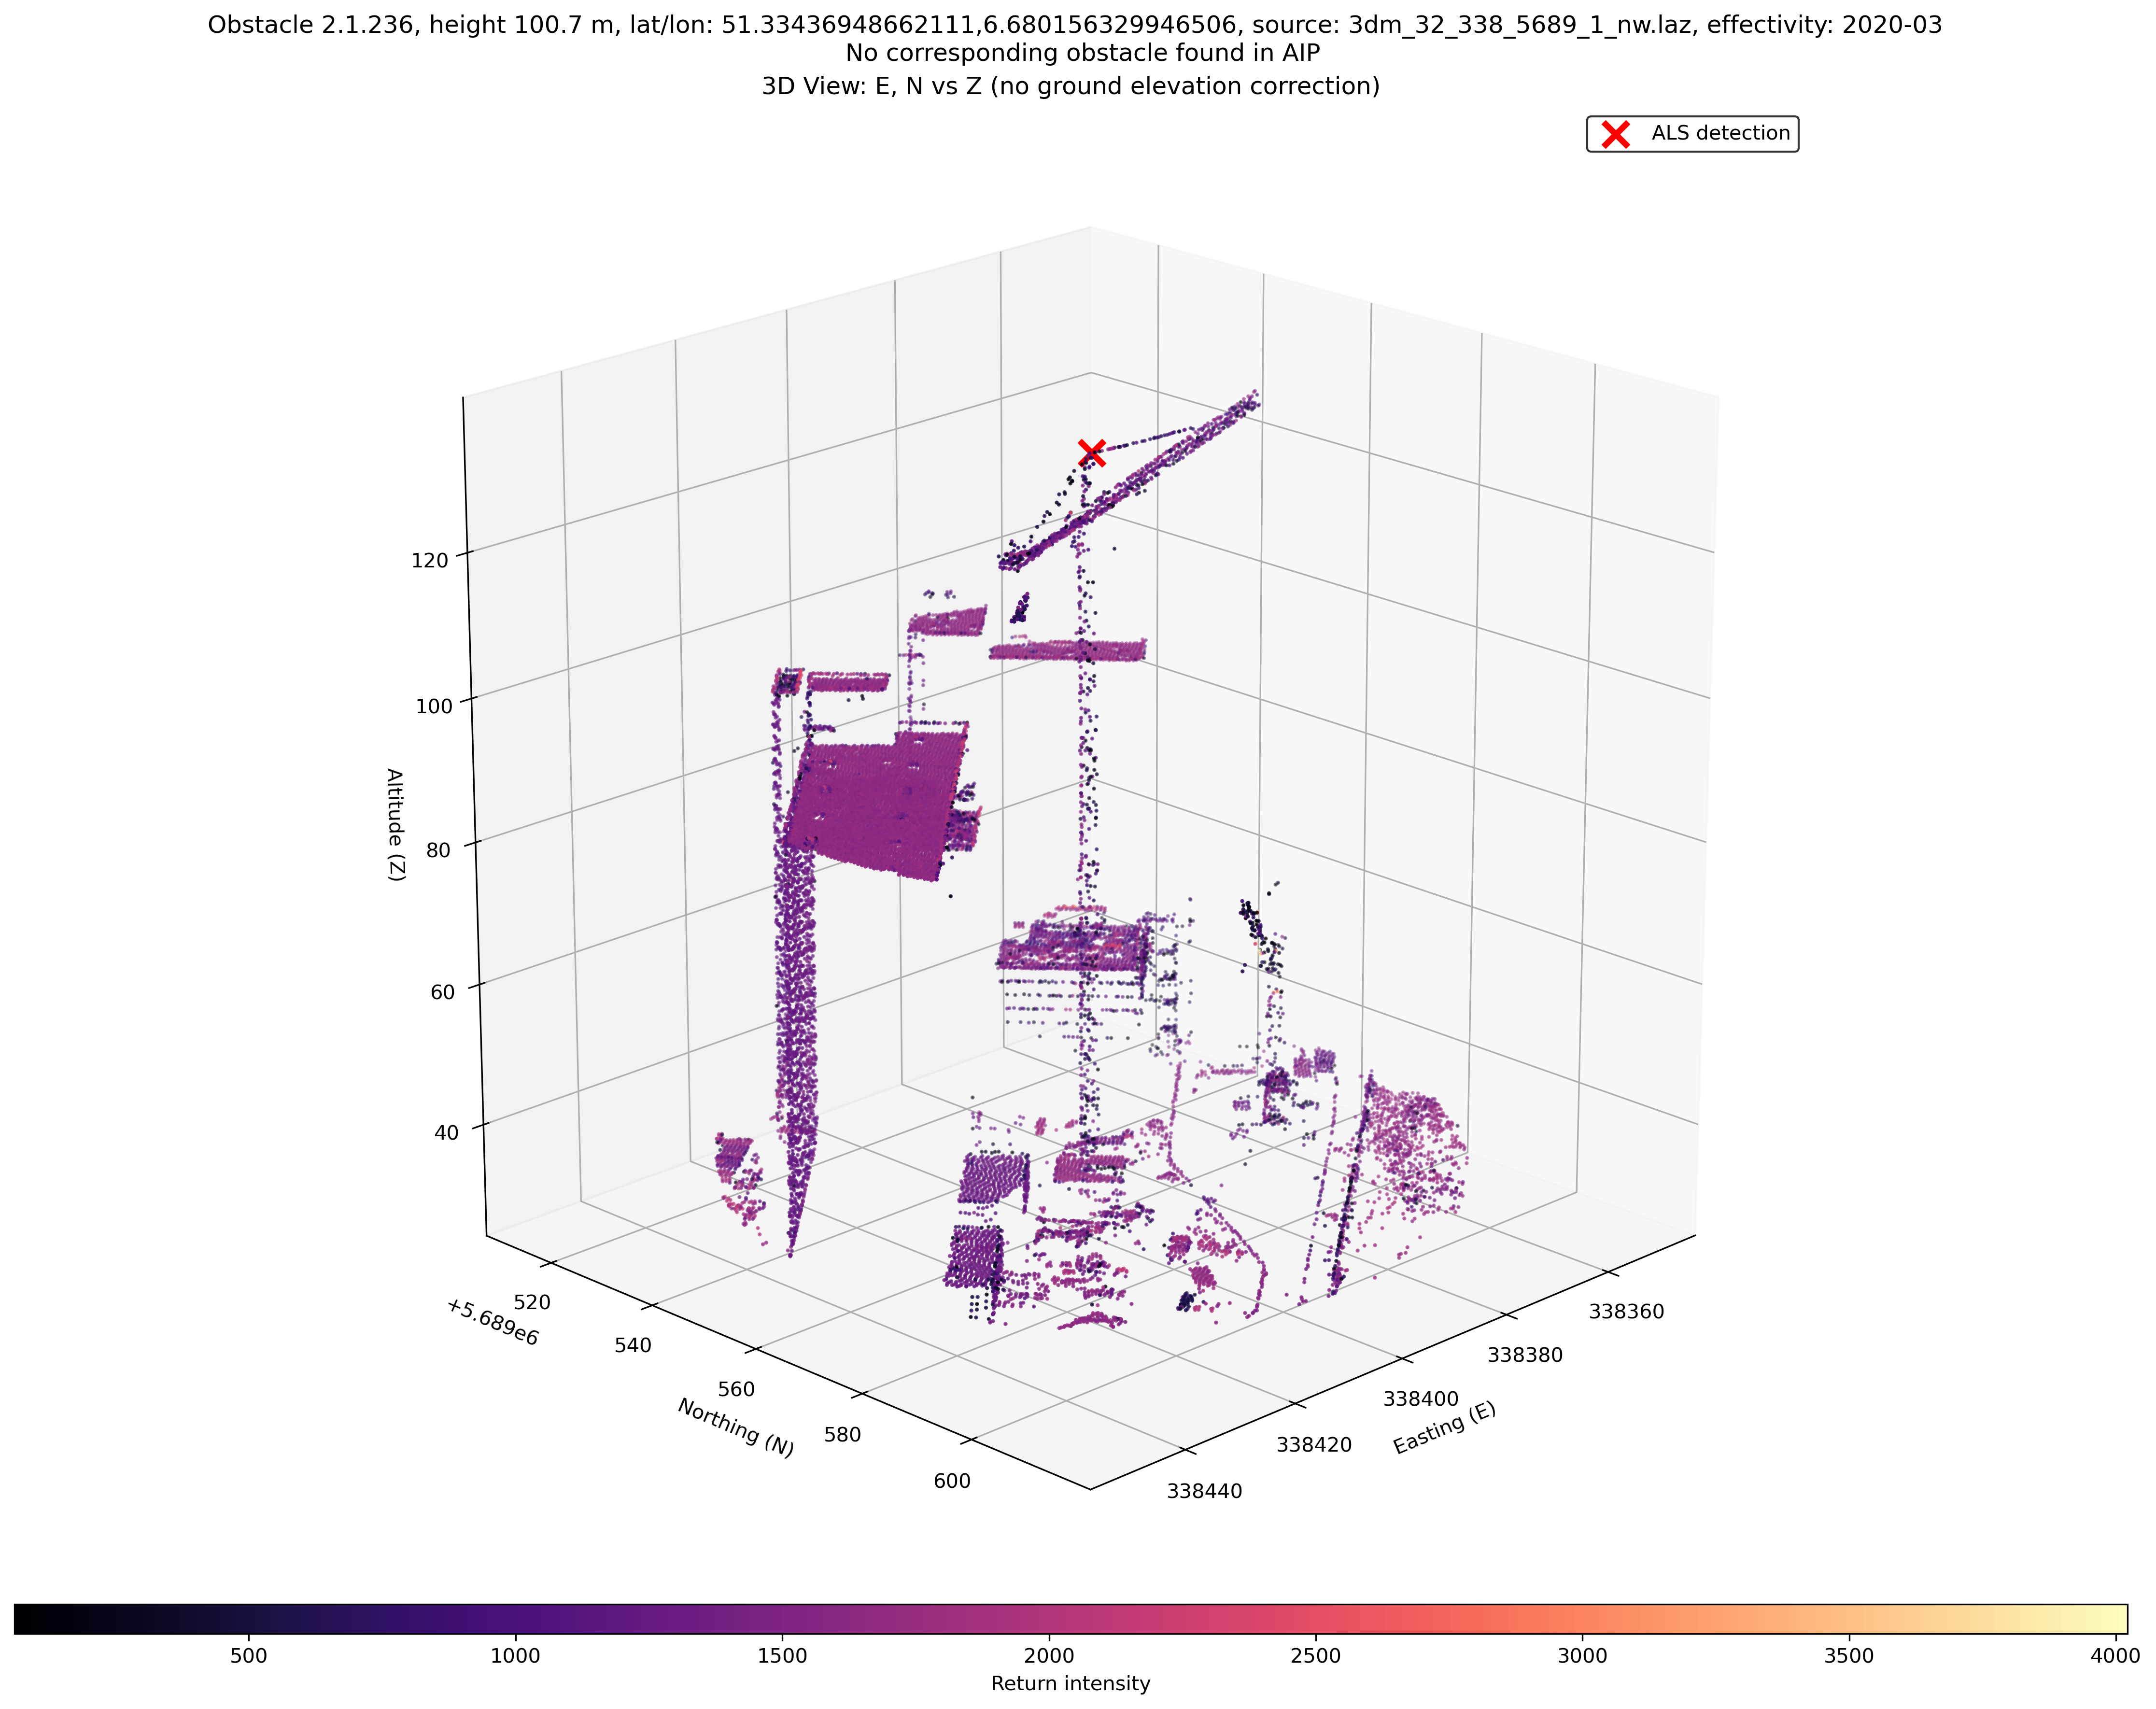 Obstacle 2.1.236, height 100.7 m, lat/lon: 51.33436948662111,6.680156329946506, source: 3dm_32_338_5689_1_nw.laz, effectivity: 2020-03
No corresponding obstacle found in AIP
3D View: E, N vs Z (no ground elevation correction)
ALS detection
120
100
80
60
40
Altitude (Z)
+5.689e6
520
540
560
580
600
Northing (N)
338360
338380
338400
338420
338440
Easting (E)
500
1000
1500
2000
2500
3000
3500
4000
Return intensity